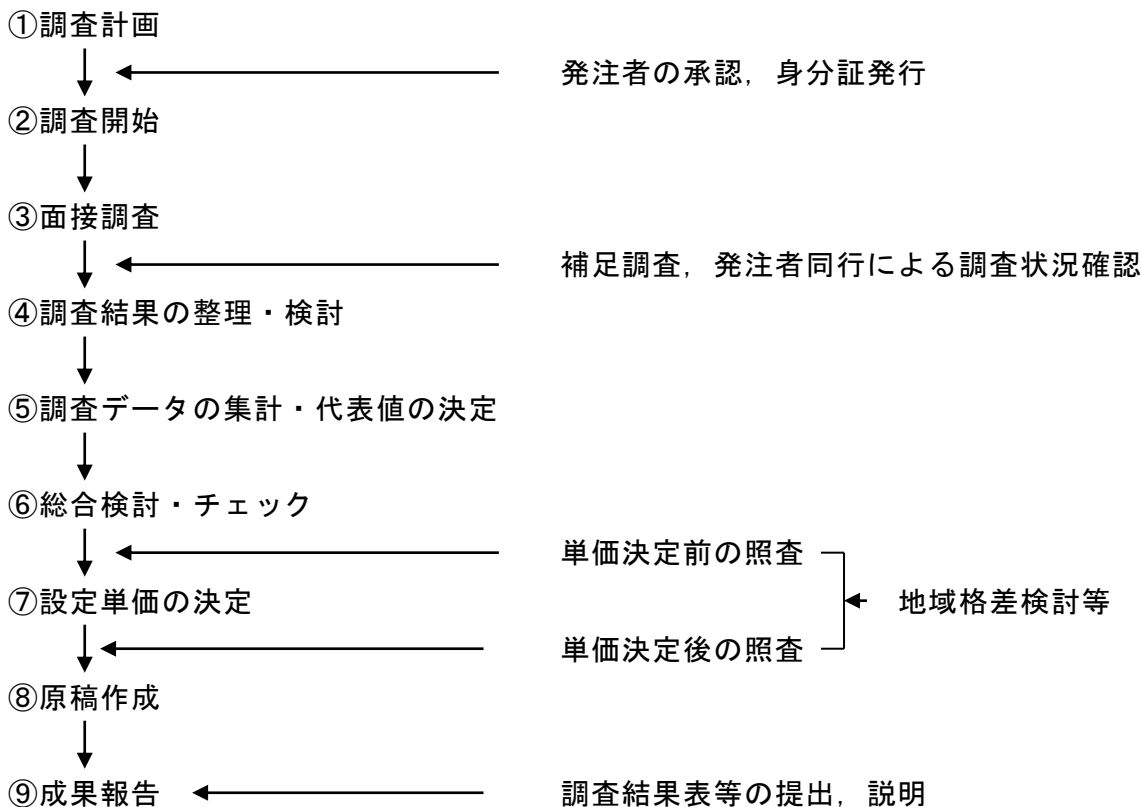 ①調査計画
発注者の承認，身分証発行
②調査開始
③面接調査
補足調査，発注者同行による調査状況確認
④調査結果の整理・検討
⑤調査データの集計・代表値の決定
⑥総合検討・チェック
単価決定前の照査
⑦設定単価の決定
地域格差検討等
単価決定後の照査
⑧原稿作成
⑨成果報告
調査結果表等の提出，説明